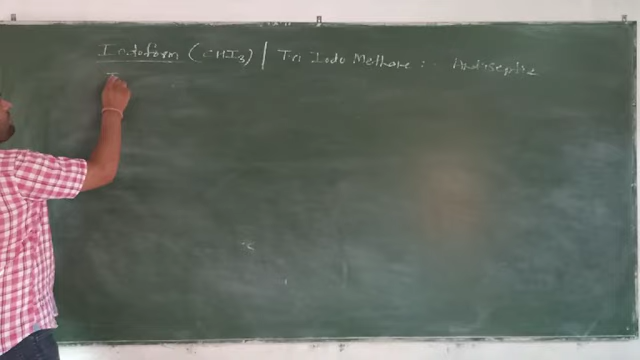 Iodoform (CHI3) | Tri Iodo Methane : - Antiseptic
I